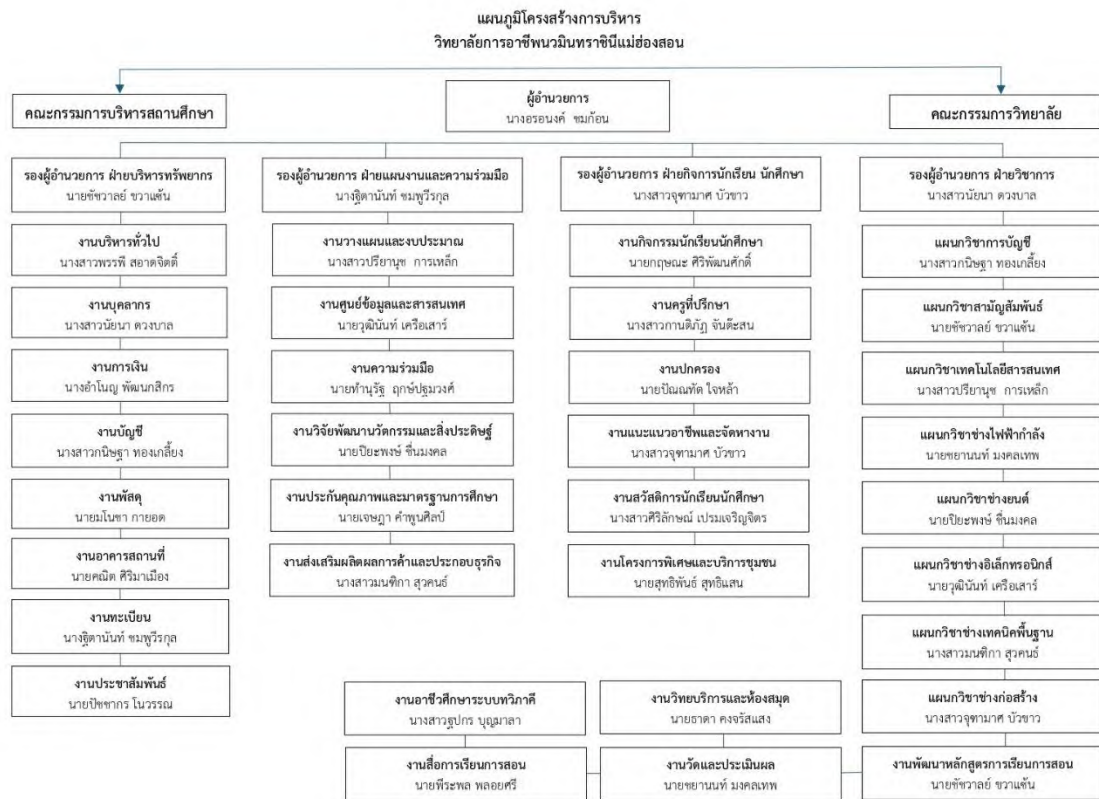 แผนภูมิโครงสร้างการบริหาร
วิทยาลัยการอาชีพนวมินทราชินีแม่ฮ่องสอน
คณะกรรมการบริหารสถานศึกษา
ผู้อำนวยการ
นางอรอนงค์ ชมก้อน
คณะกรรมการวิทยาลัย
รองผู้อำนวยการ ฝ่ายบริหารทรัพยากร
นายชัชวาลย์ ขวาแซ้น
งานบริหารทั่วไป
นางสาวพรรพี สอาดจิตติ์
งานบุคลากร
นางสาวนัยนา ดวงบาล
งานการเงิน
นางอำโนญ พัฒนกสิกร
งานบัญชี
นางสาวกนิษฐา ทองเกลี้ยง
งานพัสดุ
นายมโนชา กายอด
งานอาคารสถานที่
นายคณิต ศิริมาเมือง
งานทะเบียน
นางฐิตานันท์ ชมพูวีรกุล
งานประชาสัมพันธ์
นายปัชชากร โนวรรณ
รองผู้อำนวยการ ฝ่ายแผนงานและความร่วมมือ
นางฐิตานันท์ ชมพูวีรกุล
งานวางแผนและงบประมาณ
นางสาวปรียานุช การเหล็ก
งานศูนย์ข้อมูลและสารสนเทศ
นายวุฒินันท์ เครือเสาร์
งานความร่วมมือ
นายทำนุรัฐ ฤกษ์ปฐมวงศ์
งานวิจัยพัฒนานวัตกรรมและสิ่งประดิษฐ์
นายปิยะพงษ์ ชื่นมงคล
งานประกันคุณภาพและมาตรฐานการศึกษา
นายเจษฎา คำพูนศิลป์
งานส่งเสริมผลิตผลการค้าและประกอบธุรกิจ
นางสาวมนฑิกา สุวคนธ์
รองผู้อำนวยการ ฝ่ายกิจการนักเรียน นักศึกษา
นางสาวจุฑามาศ บัวขาว
งานกิจกรรมนักเรียนนักศึกษา
นายกฤษณะ ศิริพัฒนศักดิ์
งานครูที่ปรึกษา
นางสาวกานติภัฏ จันต๊ะสน
งานปกครอง
นายปัณณทัต ใจหล้า
งานแนะแนวอาชีพและจัดหางาน
นางสาวจุฑามาศ บัวขาว
งานสวัสดิการนักเรียนนักศึกษา
นางสาวศิริลักษณ์ เปรมเจริญจิตร
งานโครงการพิเศษและบริการชุมชน
นายสุทธิพันธ์ สุทธิแสน
รองผู้อำนวยการ ฝ่ายวิชาการ
นางสาวนัยนา ดวงบาล
แผนกวิชาการบัญชี
นางสาวกนิษฐา ทองเกลี้ยง
แผนกวิชาสามัญสัมพันธ์
นายชัชวาลย์ ขวาแซ้น
แผนกวิชาเทคโนโลยีสารสนเทศ
นางสาวปรียานุช การเหล็ก
แผนกวิชาช่างไฟฟ้ากำลัง
นายชยานนท์ มงคลเทพ
แผนกวิชาช่างยนต์
นายปิยะพงษ์ ชื่นมงคล
แผนกวิชาช่างอิเล็กทรอนิกส์
นายวุฒินันท์ เครือเสาร์
แผนกวิชาช่างเทคนิคพื้นฐาน
นางสาวมนฑิกา สุวคนธ์
แผนกวิชาช่างก่อสร้าง
นางสาวจุฑามาศ บัวขาว
งานพัฒนาหลักสูตรการเรียนการสอน
นายชัชวาลย์ ขวาแซ้น
งานวิทยบริการและห้องสมุด
นายธาดา คงจรัสแสง
งานวัดและประเมินผล
นายชยานนท์ มงคลเทพ
งานอาชีวศึกษาระบบทวิภาคี
นางสาวฐปกร บุญมาลา
งานสื่อการเรียนการสอน
นายพีระพล พลอยศรี